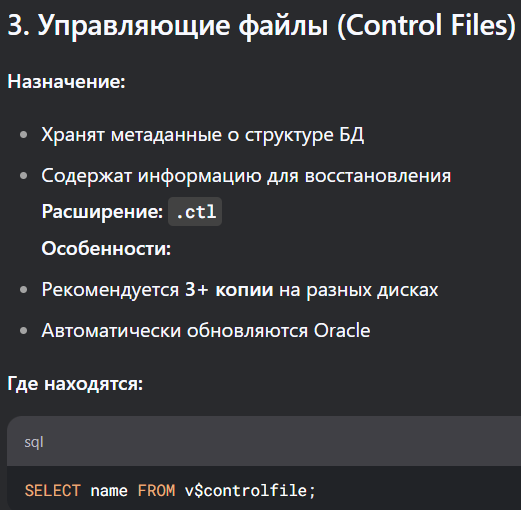 3. Управляющие файлы (Control Files)
Назначение:
Хранят метаданные о структуре БД
Содержат информацию для восстановления
Расширение: .ctl
Особенности:
Рекомендуется 3+ копии на разных дисках
Автоматически обновляются Oracle
Где находятся:
sql
SELECT name FROM v$controlfile;